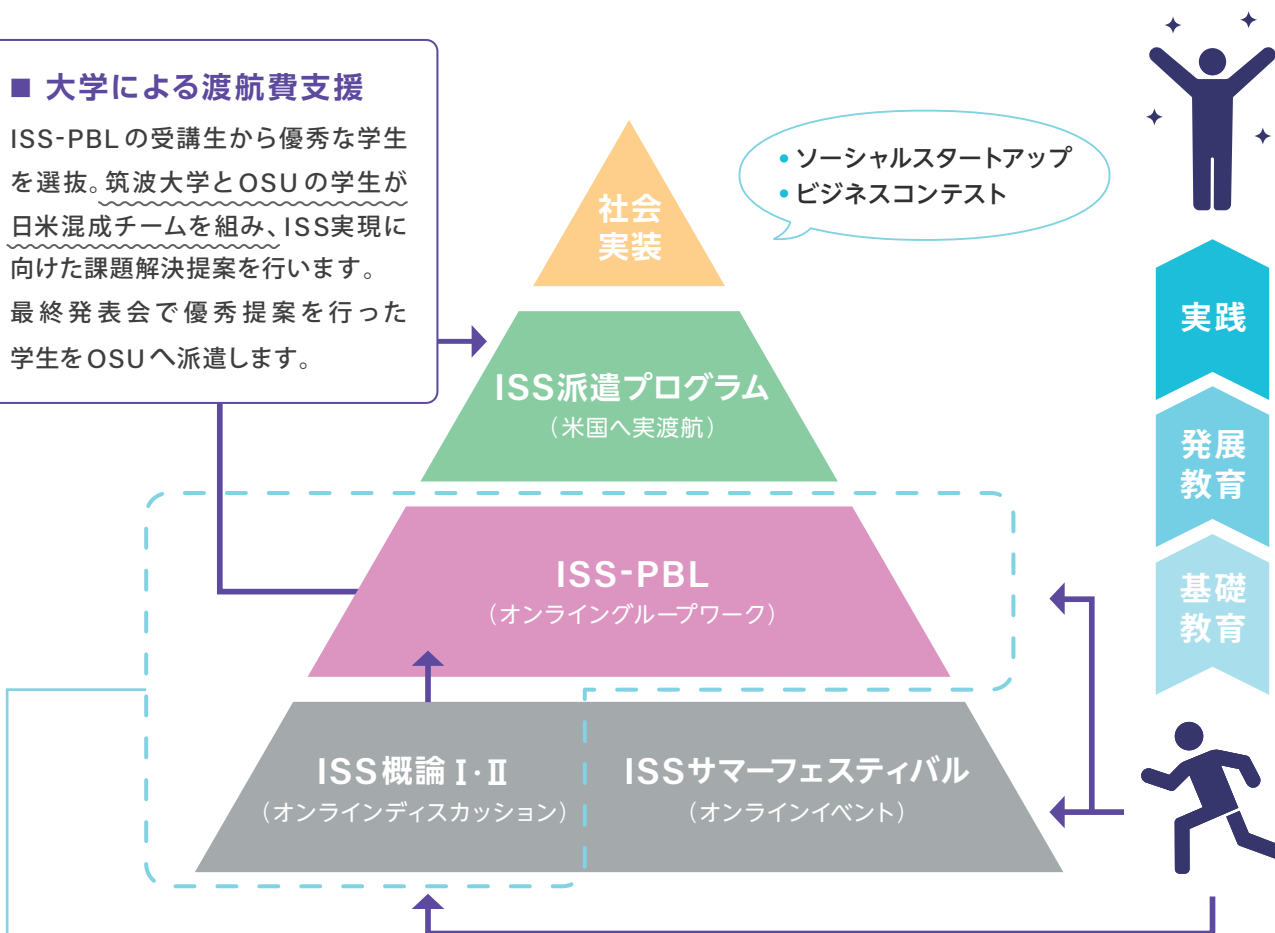 ■ 大学による渡航費支援
ISS-PBLの受講生から優秀な学生
を選抜。筑波大学とOSUの学生が
日米混成チームを組み、ISS実現に
向けた課題解決提案を行います。
最終発表会で優秀提案を行った
学生をOSUへ派遣します。
• ソーシャルスタートアップ
• ビジネスコンテスト
社会
実装
ISS派遣プログラム
（米国へ実渡航）
ISS-PBL
（オンライングループワーク）
ISS概論 I・II
（オンラインディスカッション）
ISSサマーフェスティバル
（オンラインイベント）
実践
発展
教育
基礎
教育